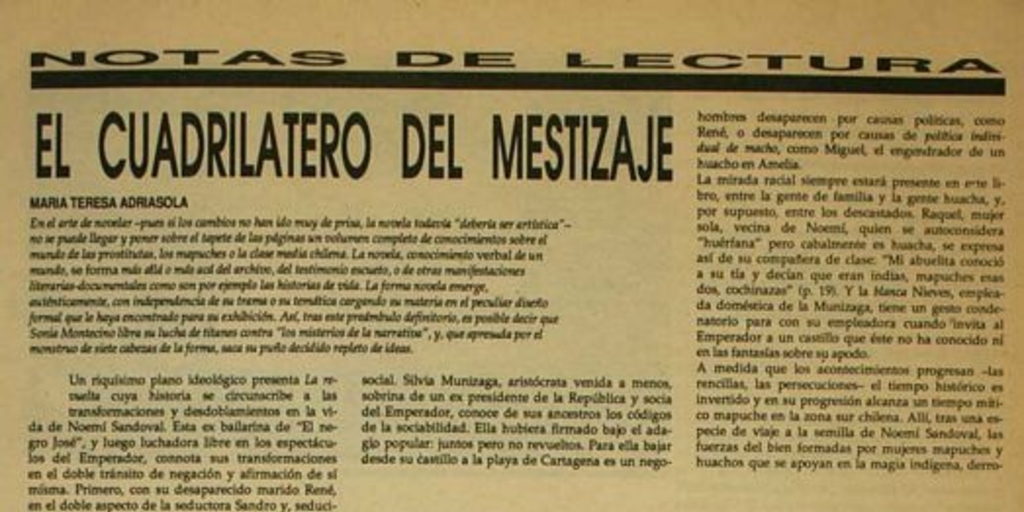 NOTAS DE LECTURA
EL CUADRILATERO DEL MESTIZAJE
MARIA TERESA ADRIASOLA
En el arte de novelar –pues si los cambios no han ido muy de prisa, la novela todavía "debería ser artística"–
no se puede llegar y poner sobre el tapete de las páginas un volumen completo de conocimientos sobre el
mundo de las prostitutas, los mapuches o la clase media chilena. La novela, conocimiento verbal de un
mundo, se forma más allá o más acá del archivo, del testimonio escueto, o de otras manifestaciones
literarias-documentales como son por ejemplo las historias de vida. La forma novela emerge,
auténticamente, con independencia de su trama o su temática cargando su materia en el peculiar diseño
formal que le haya encontrado para su exhibición. Así, tras este preámbulo definitorio, es posible decir que
Sonia Montecino libra su lucha de titanes contra "los misterios de la narrativa", y, que apresada por el
monstruo de siete cabezas de la forma, saca su puño decidido repleto de ideas.
Un riquísimo plano ideológico presenta La re-
vuelta cuya historia se circunscribe a las
transformaciones y desdoblamientos en la vi-
da de Noemí Sandoval. Esta ex bailarina de "El ne-
gro José", y luego luchadora libre en los espectácu-
los del Emperador, connota sus transformaciones
en el doble tránsito de negación y afirmación de sí
misma. Primero, con su desaparecido marido René,
en el doble aspecto de la seductora Sandro y, seduci-
social. Silvia Munizaga, aristócrata venida a menos,
sobrina de un ex presidente de la República y socia
del Emperador, conoce de sus ancestros los códigos
de la sociabilidad. Ella hubiera firmado bajo el ada-
gio popular: juntos pero no revueltos. Para ella bajar
desde su castillo a la playa de Cartagena es un nego-
hombres desaparecen por causas políticas, como
René, o desaparecen por causas de política indivi-
dual de macho, como Miguel, el engendrador de un
huacho en Amelia.
La mirada racial siempre estará presente en este li-
bro, entre la gente de familia y la gente huacha, y,
por supuesto, entre los descastados. Raquel, mujer
sola, vecina de Noemí, quien se autoconsidera
"huérfana" pero cabalmente es huacha, se expresa
así de su compañera de clase: "Mi abuelita conoció
a su tía y decían que eran indias, mapuches esas
dos, cochinazas" (p. 19). Y la blanca Nieves, emplea-
da doméstica de la Munizaga, tiene un gesto conde-
natorio para con su empleadora cuando invita al
Emperador a un castillo que éste no ha conocido ni
en las fantasías sobre su apodo.
A medida que los acontecimientos progresan –las
rencillas, las persecuciones– el tiempo histórico es
invertido y en su progresión alcanza un tiempo míti-
co mapuche en la zona sur chilena. Allí, tras una es-
pecie de viaje a la semilla de Noemí Sandoval, las
fuerzas del bien formadas por mujeres mapuches y
huachos que se apoyan en la magia indígena, derro-